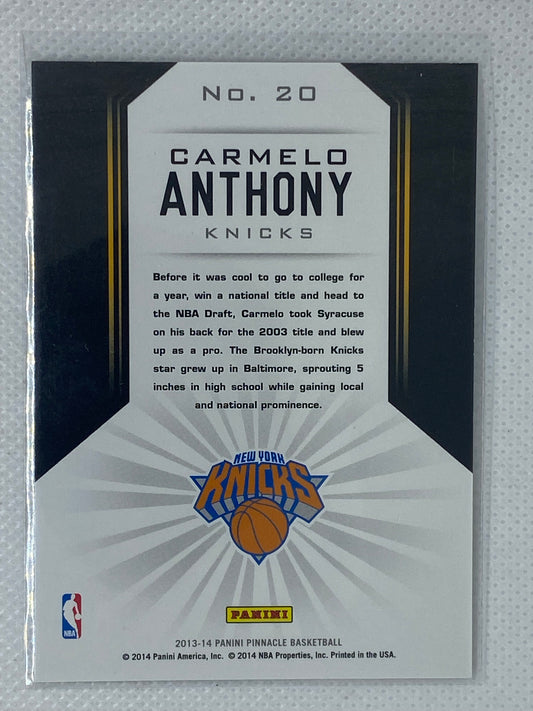 No. 20
CARMELO
ANTHONY
KNICKS
Before it was cool to go to college for
a year, win a national title and head to
the NBA Draft, Carmelo took Syracuse
on his back for the 2003 title and blew
up as a pro. The Brooklyn-born Knicks
star grew up in Baltimore, sprouting 5
inches in high school while gaining local
and national prominence.
NEW YORK
KNICKS
PANINI
NBA
2013-14 PANINI PINNACLE BASKETBALL
© 2014 Panini America, Inc. © 2014 NBA Properties, Inc. Printed in the USA.